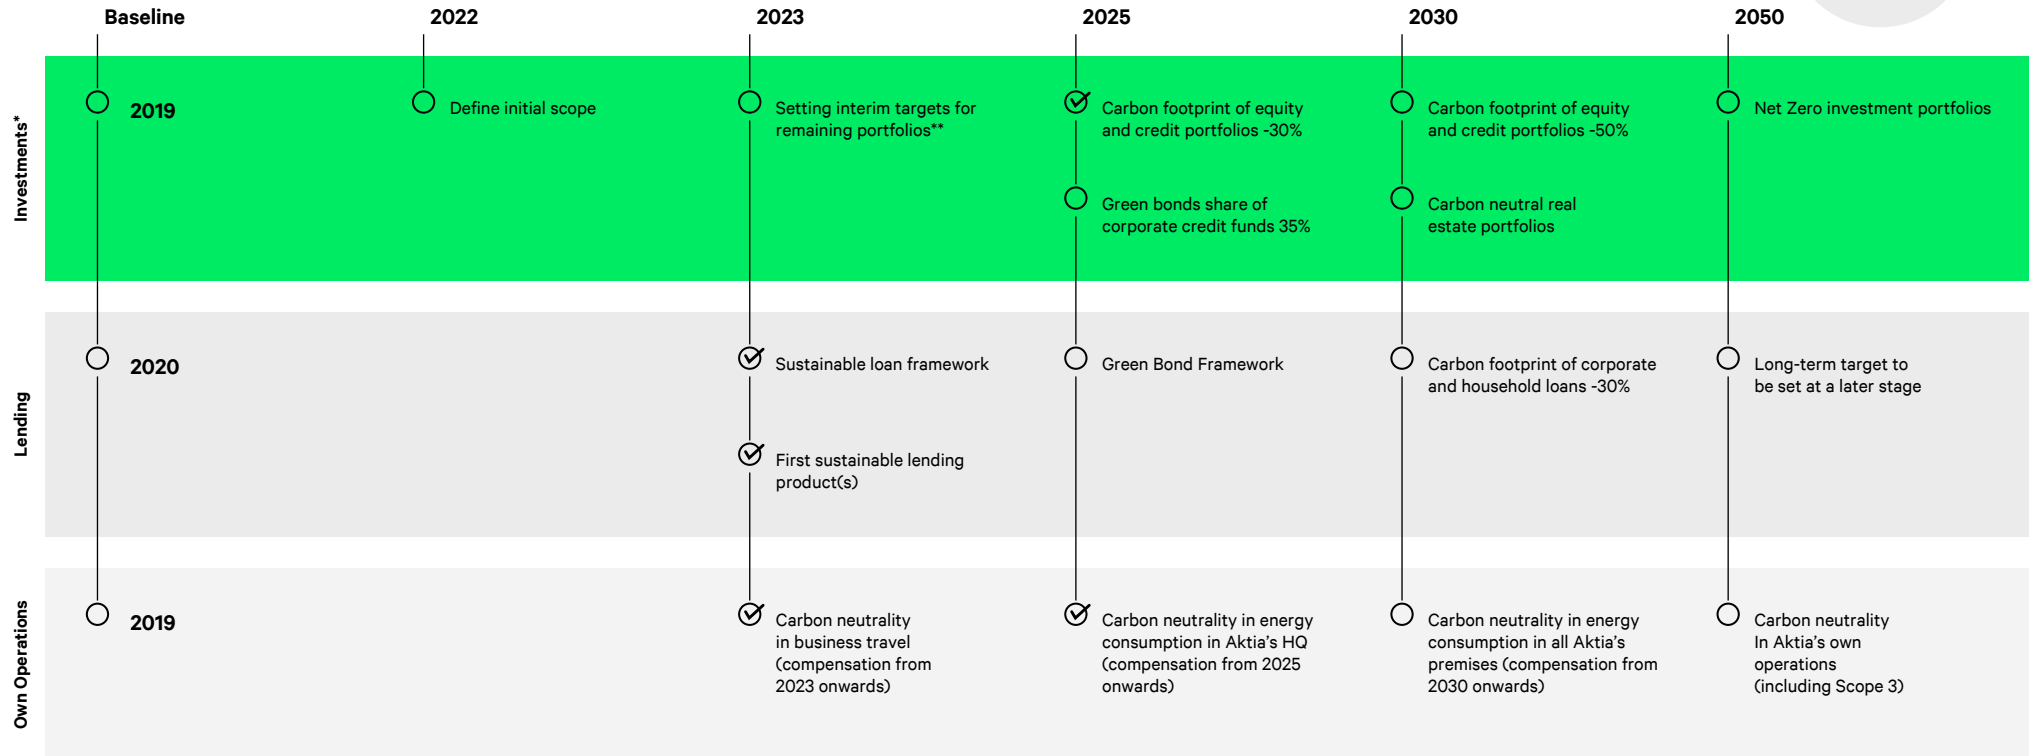 Baseline
2022
2023
2025
2030
2050
Investments*
2019
Define initial scope
Setting interim targets for
remaining portfolios**
Carbon footprint of equity
and credit portfolios -30%
Green bonds share of
corporate credit funds 35%
Carbon footprint of equity
and credit portfolios -50%
Carbon neutral real
estate portfolios
Net Zero investment portfolios
Lending
2020
Sustainable loan framework
First sustainable lending
product(s)
Green Bond Framework
Carbon footprint of corporate
and household loans -30%
Long-term target to
be set at a later stage
Own Operations
2019
Carbon neutrality
in business travel
(compensation from
2023 onwards)
Carbon neutrality in energy
consumption in Aktia’s HQ
(compensation from 2025
onwards)
Carbon neutrality in energy
consumption in all Aktia’s
premises (compensation from
2030 onwards)
Carbon neutrality
In Aktia’s own
operations
(including Scope 3)